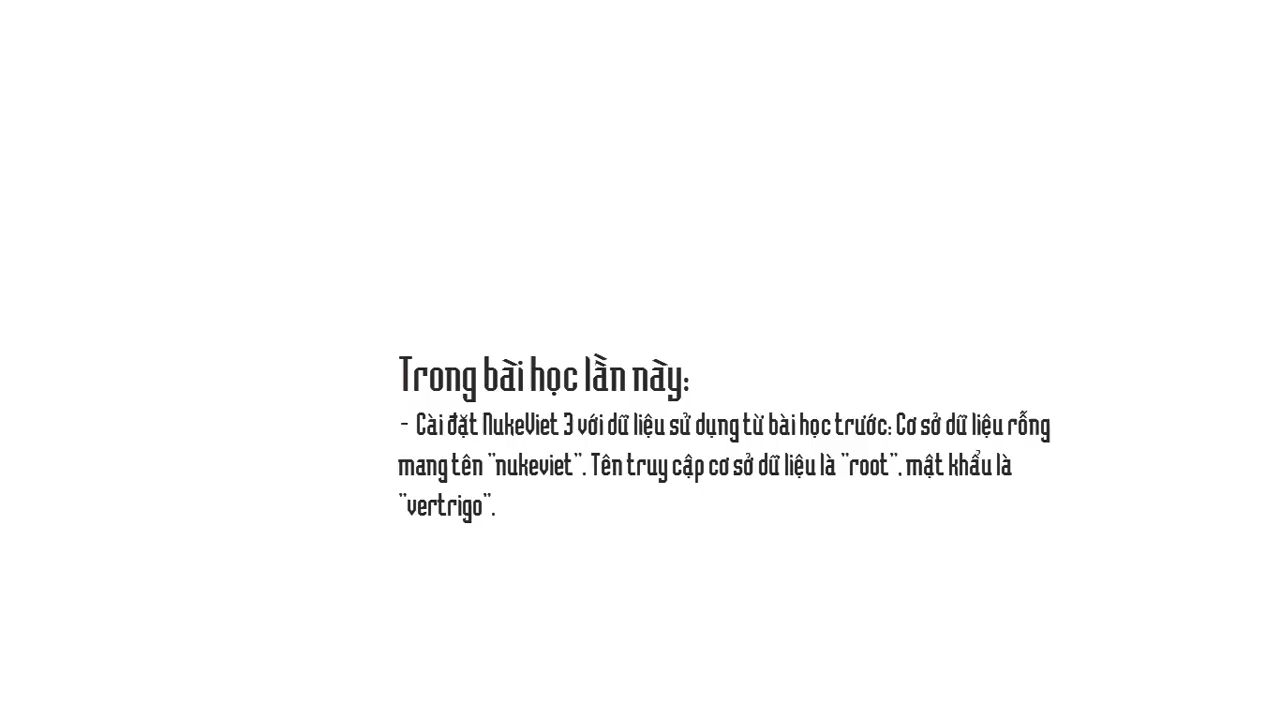 Trong bài học lần này:
- Cài đặt NukeViet 3 với dữ liệu sử dụng từ bài học trước: Cơ sở dữ liệu rỗng
mang tên "nukeviet". Tên truy cập cơ sở dữ liệu là "root", mật khẩu là
"vertrigo".